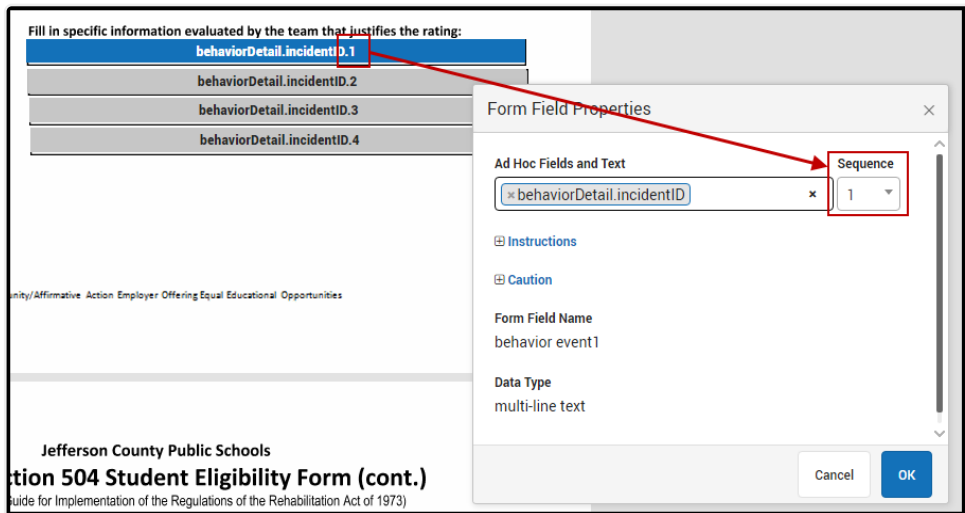 Fill in specific information evaluated by the team that justifies the rating:
behaviorDetail.incidentID.1
behaviorDetail.incidentID.2
behaviorDetail.incidentID.3
behaviorDetail.incidentID.4
Form Field Properties
Ad Hoc Fields and Text
Sequence
behaviorDetail.incidentID
1
Instructions
Caution
Form Field Name
behavior event1
Data Type
multi-line text
Cancel
OK
unity/Affirmative Action Employer Offering Equal Educational Opportunities
Jefferson County Public Schools
ction 504 Student Eligibility Form (cont.)
Guide for Implementation of the Regulations of the Rehabilitation Act of 1973)